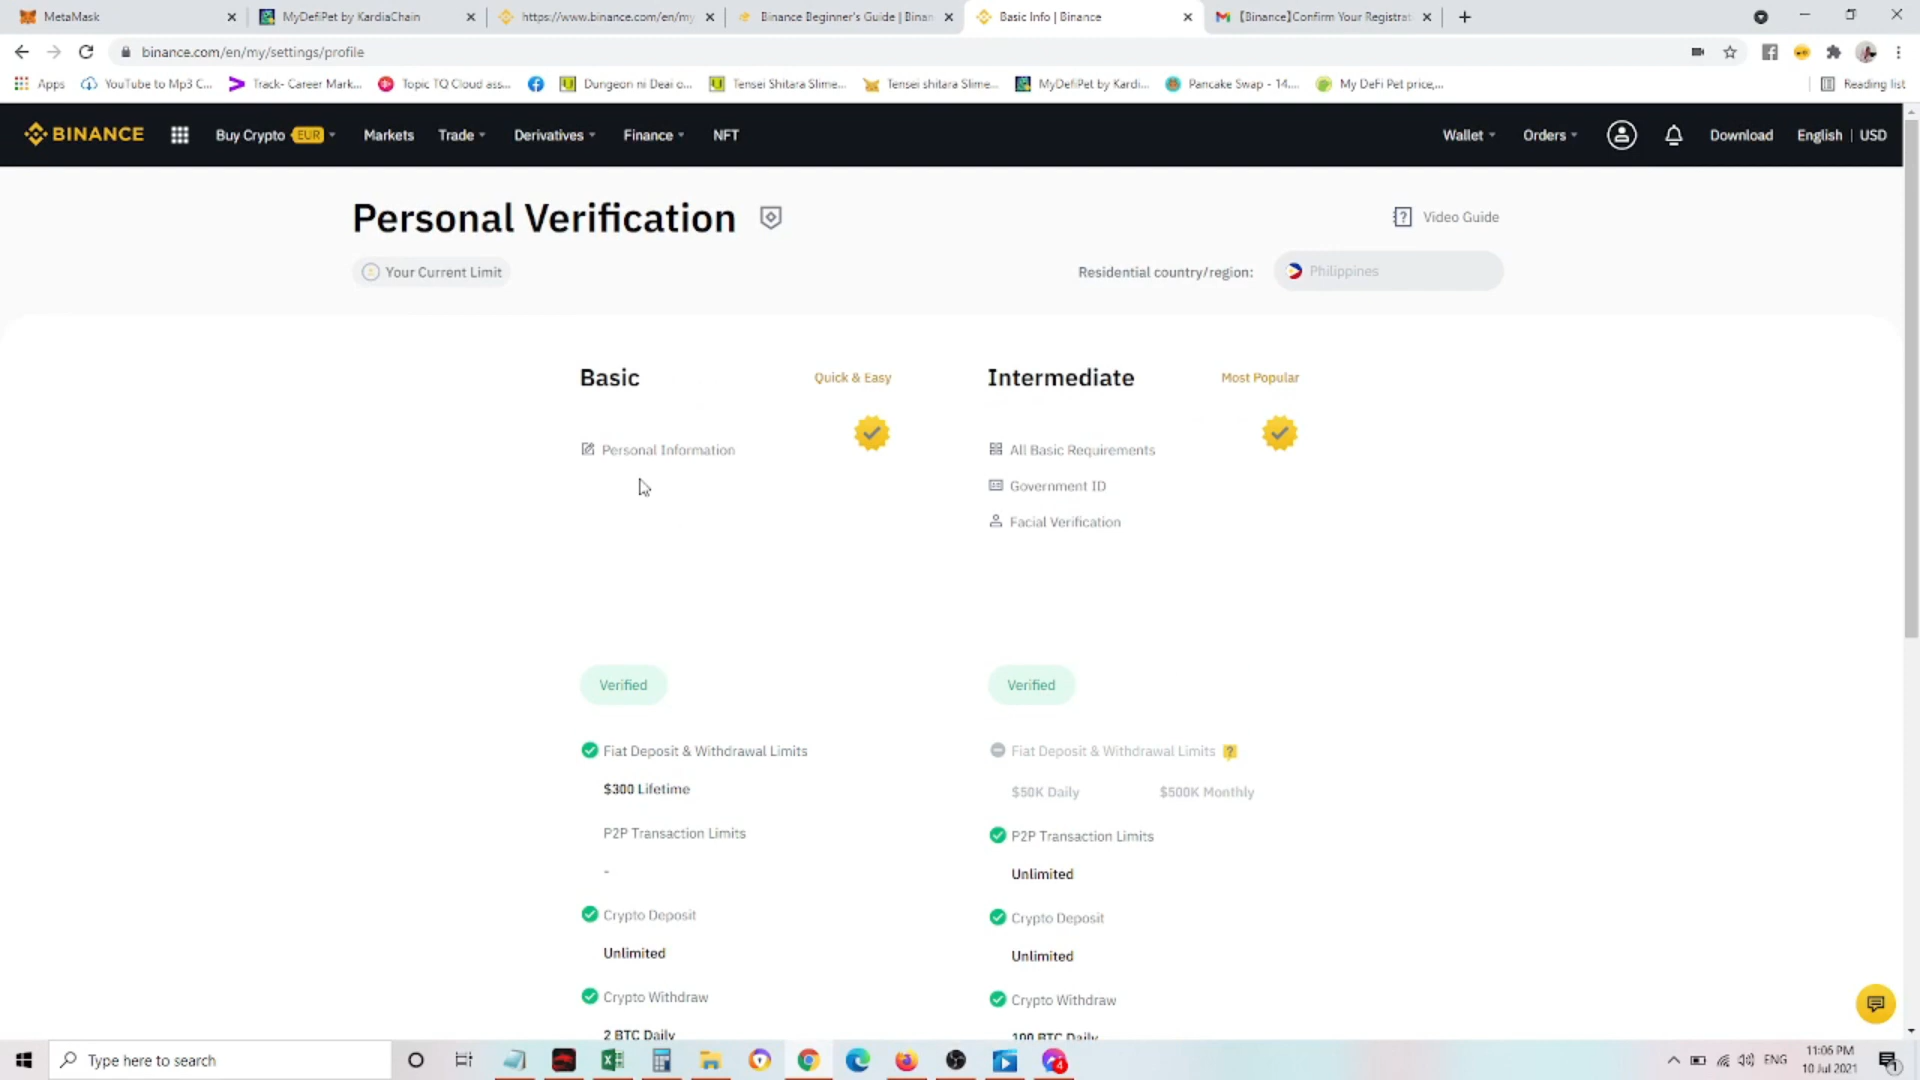 MetaMask
MyDefiPet by KardiaChain
https://www.binance.com/en/my
Binance Beginner's Guide | Binan
Basic Info | Binance
【Binance】Confirm Your Registrat
binance.com/en/my/settings/profile
Apps
YouTube to Mp3 C...
Track- Career Mark...
Topic TQ Cloud ass...
Dungeon ni Deai o...
Tensei Shitara Slime...
Tensei shitara Slime...
MyDefiPet by Kardi...
Pancake Swap - 14....
My DeFi Pet price,...
Reading list
BINANCE
Buy Crypto EUR
Markets
Trade
Derivatives
Finance
NFT
Wallet
Orders
Download
English | USD
Personal Verification
Video Guide
Your Current Limit
Residential country/region:
Philippines
Basic
Quick & Easy
Intermediate
Most Popular
Personal Information
All Basic Requirements
Government ID
Facial Verification
Verified
Verified
Fiat Deposit & Withdrawal Limits
Fiat Deposit & Withdrawal Limits ?
$300 Lifetime
$50K Daily
$500K Monthly
P2P Transaction Limits
P2P Transaction Limits
-
Unlimited
Crypto Deposit
Crypto Deposit
Unlimited
Unlimited
Crypto Withdraw
Crypto Withdraw
2 BTC Daily
100 BTC Daily
Type here to search
4
ENG
11:06 PM
10 Jul 2021
1